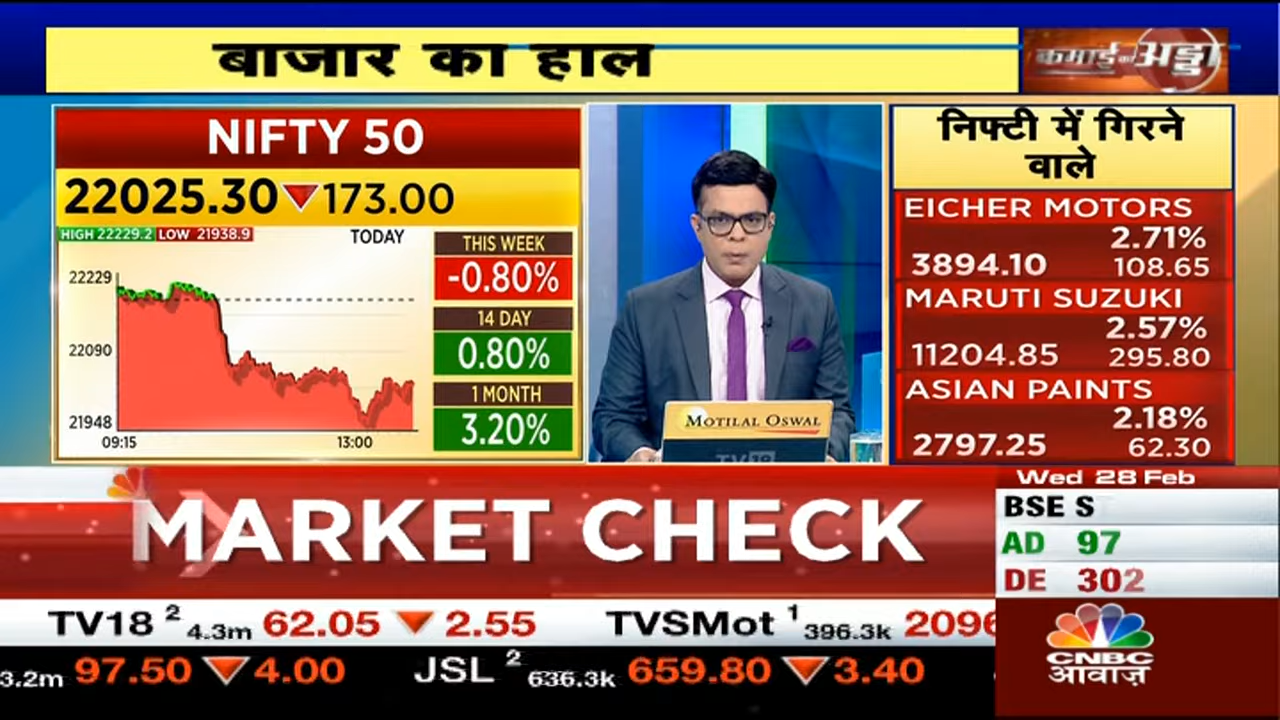 बाजार का हाल
कमाई का अड्डा
NIFTY 50
22025.30 ▼ 173.00
HIGH 22229.2 LOW 21938.9
TODAY
22229
22090
21948
09:15 13:00
THIS WEEK
-0.80%
14 DAY
0.80%
1 MONTH
3.20%
MOTILAL OSWAL
TV18
निफ्टी में गिरने
वाले
EICHER MOTORS
2.71%
3894.10 108.65
MARUTI SUZUKI
2.57%
11204.85 295.80
ASIAN PAINTS
2.18%
2797.25 62.30
MARKET CHECK
Wed 28 Feb
BSE S
AD 97
DE 302
TV18 2 4.3m 62.05 ▼ 2.55 TVSMot 1 396.3k 2096
3.2m 97.50 ▼ 4.00 JSL 2 636.3k 659.80 ▼ 3.40
CNBC
आवाज़